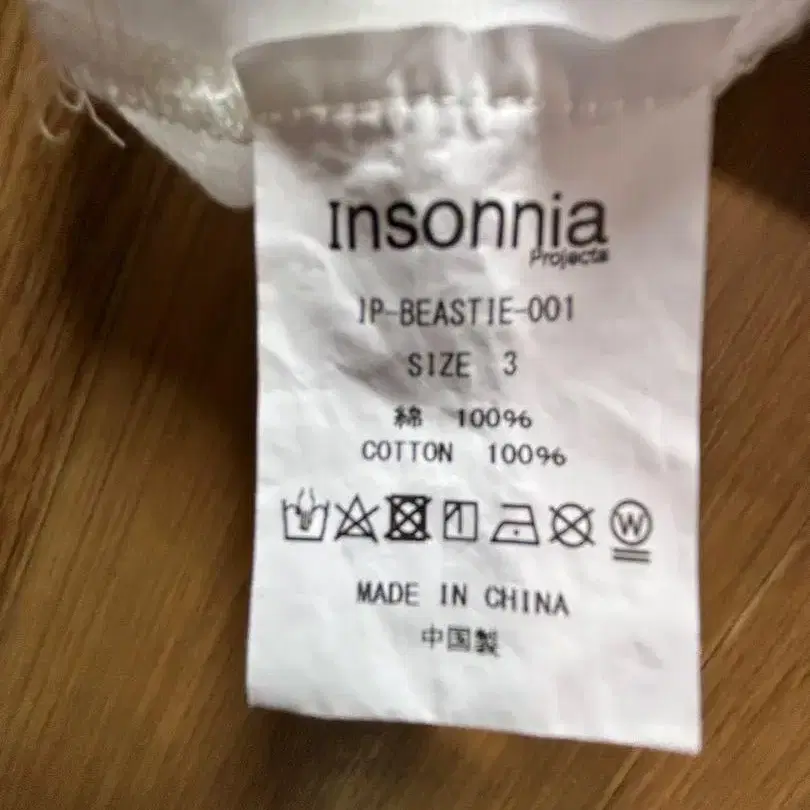 Insonnia
Projects
IP-BEASTIE-001
SIZE 3
綿 100%
COTTON 100%
W
MADE IN CHINA
中国製